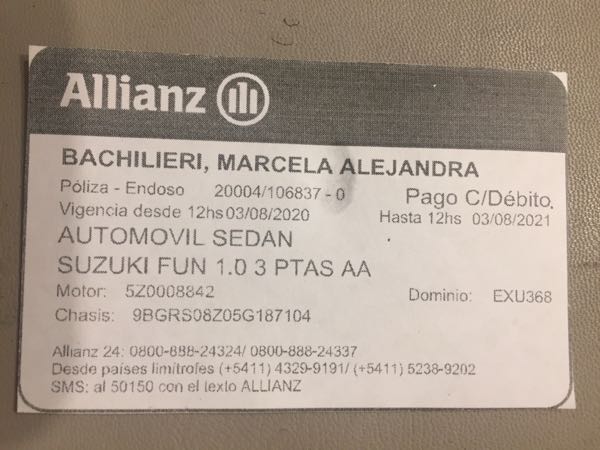 Allianz
BACHILIERI, MARCELA ALEJANDRA
Póliza - Endoso 20004/106837 - 0 Pago C/Débito.
Vigencia desde 12hs 03/08/2020 Hasta 12hs 03/08/2021
AUTOMOVIL SEDAN
SUZUKI FUN 1.0 3 PTAS AA
Motor: 5Z0008842 Dominio: EXU368
Chasis: 9BGRS08Z05G187104
Allianz 24: 0800-888-24324/ 0800-888-24337
Desde países limítrofes (+5411) 4329-9191/ (+5411) 5238-9202
SMS: al 50150 con el texto ALLIANZ